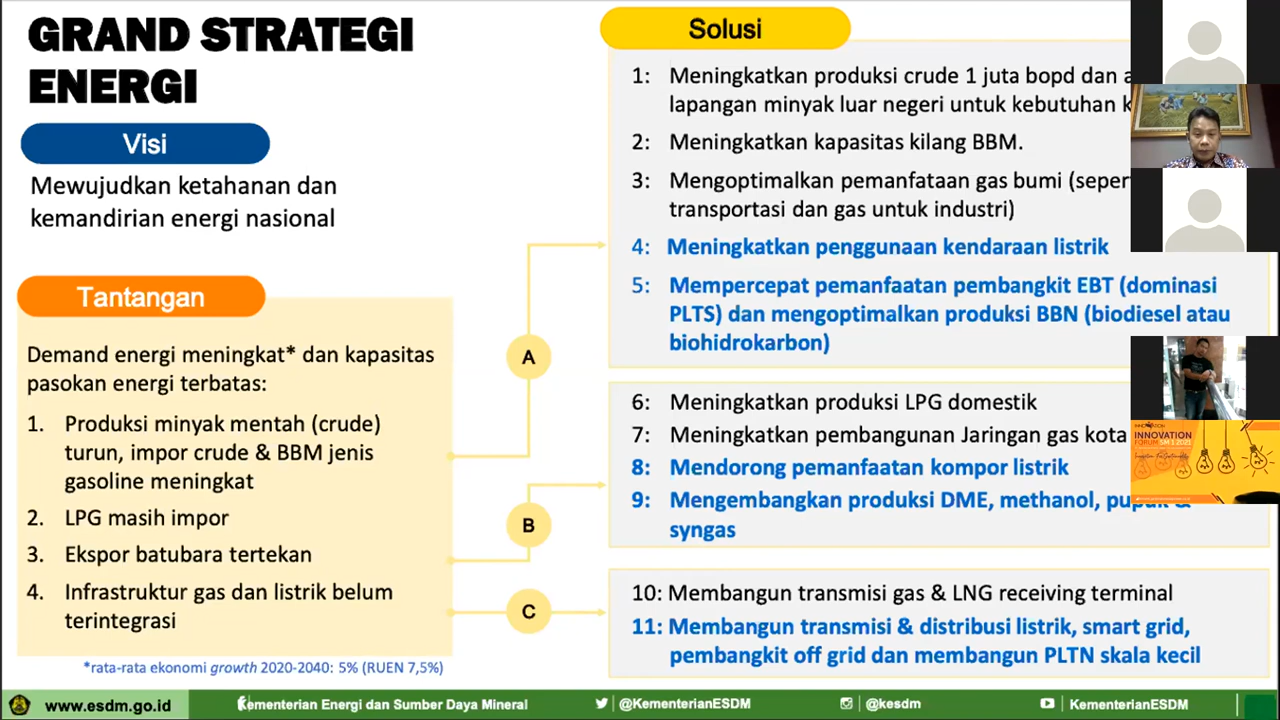 GRAND STRATEGI
ENERGI
Visi
Mewujudkan ketahanan dan
kemandirian energi nasional
Tantangan
Demand energi meningkat* dan kapasitas
pasokan energi terbatas:
1. Produksi minyak mentah (crude)
turun, impor crude & BBM jenis
gasoline meningkat
2. LPG masih impor
3. Ekspor batubara tertekan
4. Infrastruktur gas dan listrik belum
terintegrasi
*rata-rata ekonomi growth 2020-2040: 5% (RUEN 7,5%)
A
B
C
Solusi
1: Meningkatkan produksi crude 1 juta bopd dan
lapangan minyak luar negeri untuk kebutuhan
2: Meningkatkan kapasitas kilang BBM.
3: Mengoptimalkan pemanfataan gas bumi
transportasi dan gas untuk industri)
4: Meningkatkan penggunaan kendaraan listrik
5: Mempercepat pemanfaatan pembangkit EBT (dominasi
PLTS) dan mengoptimalkan produksi BBN (biodiesel atau
biohidrokarbon)
6: Meningkatkan produksi LPG domestik
7: Meningkatkan pembangunan Jaringan gas kota
8: Mendorong pemanfaatan kompor listrik
9: Mengembangkan produksi DME, methanol, pupuk &
syngas
10: Membangun transmisi gas & LNG receiving terminal
11: Membangun transmisi & distribusi listrik, smart grid,
pembangkit off grid dan membangun PLTN skala kecil
INNOVATION
FORUM SM 1 2021
www.esdm.go.id
Kementerian Energi dan Sumber Daya Mineral
@KementerianESDM
@kesdm
KementerianESDM